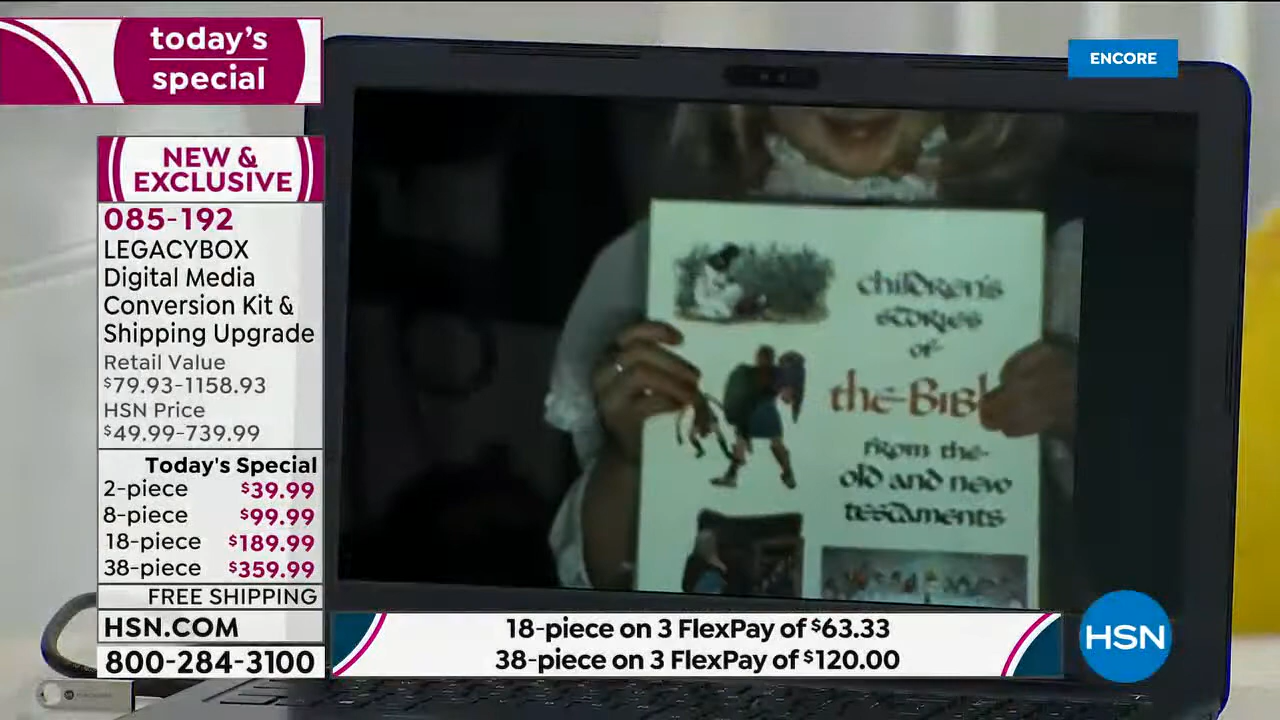 today's
special
ENCORE
NEW &
EXCLUSIVE
085-192
LEGACYBOX
Digital Media
Conversion Kit &
Shipping Upgrade
Retail Value
$79.93-1158.93
HSN Price
$49.99-739.99
Today's Special
2-piece $39.99
8-piece $99.99
18-piece $189.99
38-piece $359.99
FREE SHIPPING
HSN.COM
800-284-3100
children's
stories
of
the Bibl
from the
old and new
testaments
18-piece on 3 FlexPay of $63.33
38-piece on 3 FlexPay of $120.00
HSN